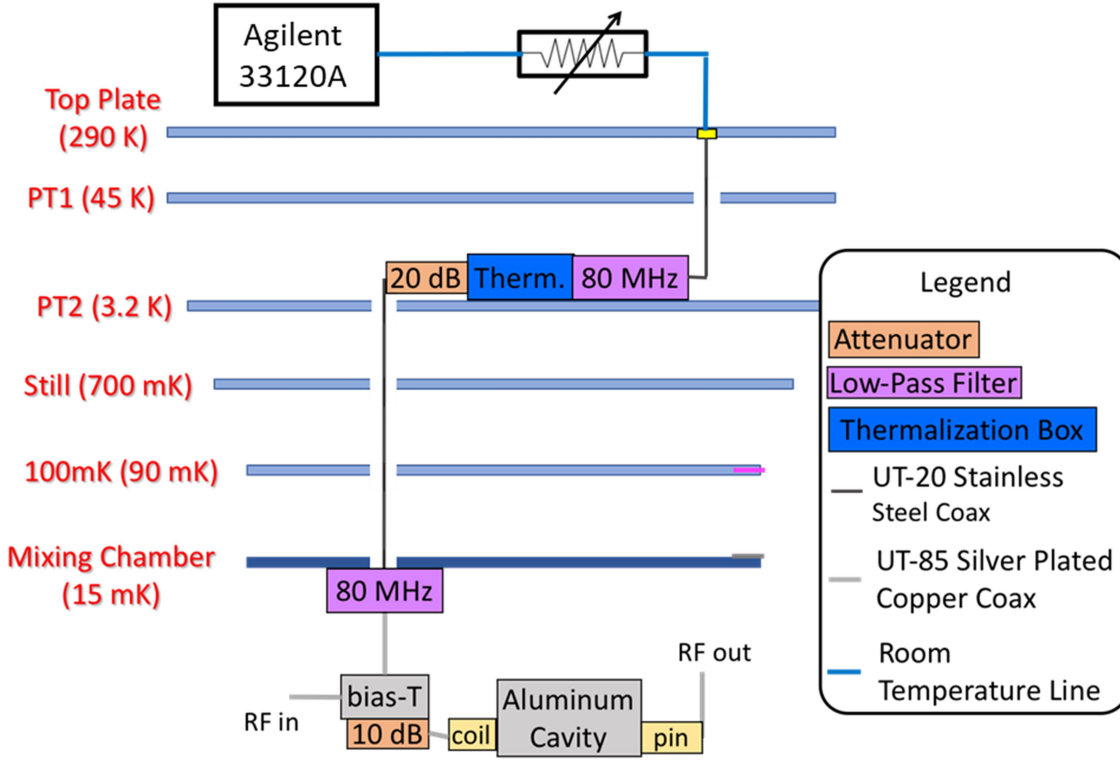 Agilent
33120A
Top Plate
(290 K)
PT1 (45 K)
20 dB
Therm.
80 MHz
PT2 (3.2 K)
Still (700 mK)
100mK (90 mK)
Mixing Chamber
(15 mK)
80 MHz
RF in
bias-T
10 dB
coil
Aluminum
Cavity
pin
RF out
Legend
Attenuator
Low-Pass Filter
Thermalization Box
UT-20 Stainless
Steel Coax
UT-85 Silver Plated
Copper Coax
Room
Temperature Line